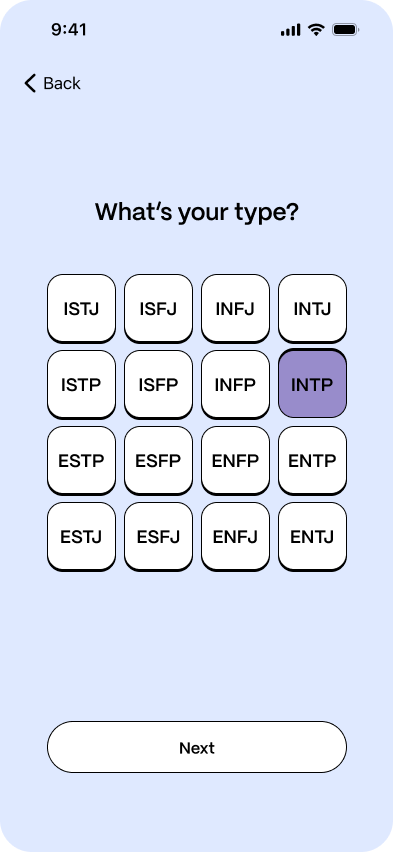 9:41
Back
What's your type?
ISTJ ISFJ INFJ INTJ
ISTP ISFP INFP INTP
ESTP ESFP ENFP ENTP
ESTJ ESFJ ENFJ ENTJ
Next